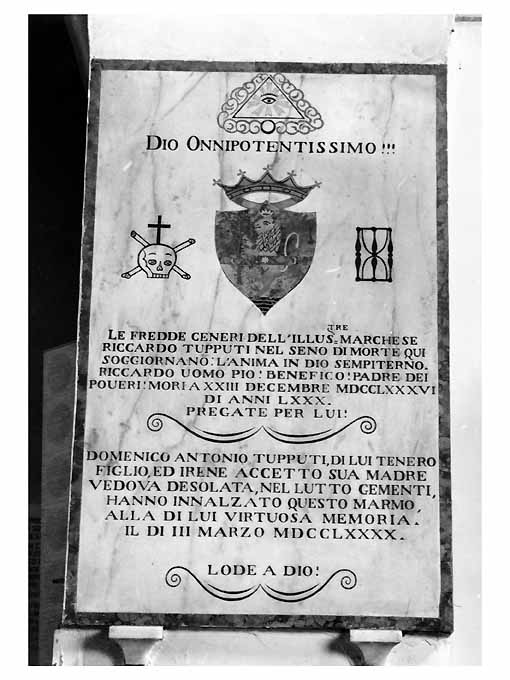 DIO ONNIPOTENTISSIMO!!!
LE FREDDE CENERI DELL'ILLUS.TRE MARCHESE
RICCARDO TUPPUTI NEL SENO DI MORTE QUI
SOGGIORNANO: L'ANIMA IN DIO SEMPITERNO.
RICCARDO UOMO PIO! BENEFICO! PADRE DEI
POUERI! MORI A XXIII DECEMBRE MDCCLXXXVI
DI ANNI LXXX.
PREGATE PER LUI!
DOMENICO ANTONIO TUPPUTI, DI LUI TENERO
FIGLIO, ED IRENE ACCETTO SUA MADRE
VEDOVA DESOLATA, NEL LUTTO GEMENTI,
HANNO INNALZATO QUESTO MARMO,
ALLA DI LUI VIRTUOSA MEMORIA.
IL DI III MARZO MDCCLXXXX.
LODE A DIO!